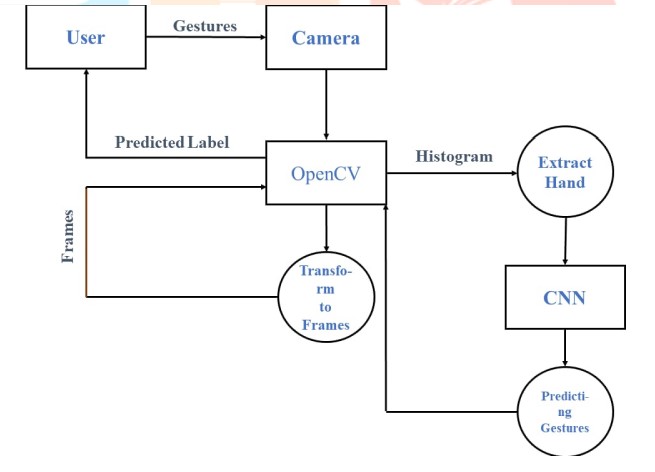 User
Gestures
Camera
Predicted Label
OpenCV
Histogram
Extract
Hand
Frames
Transfo-
rm
to
Frames
CNN
Predicti-
ng
Gestures